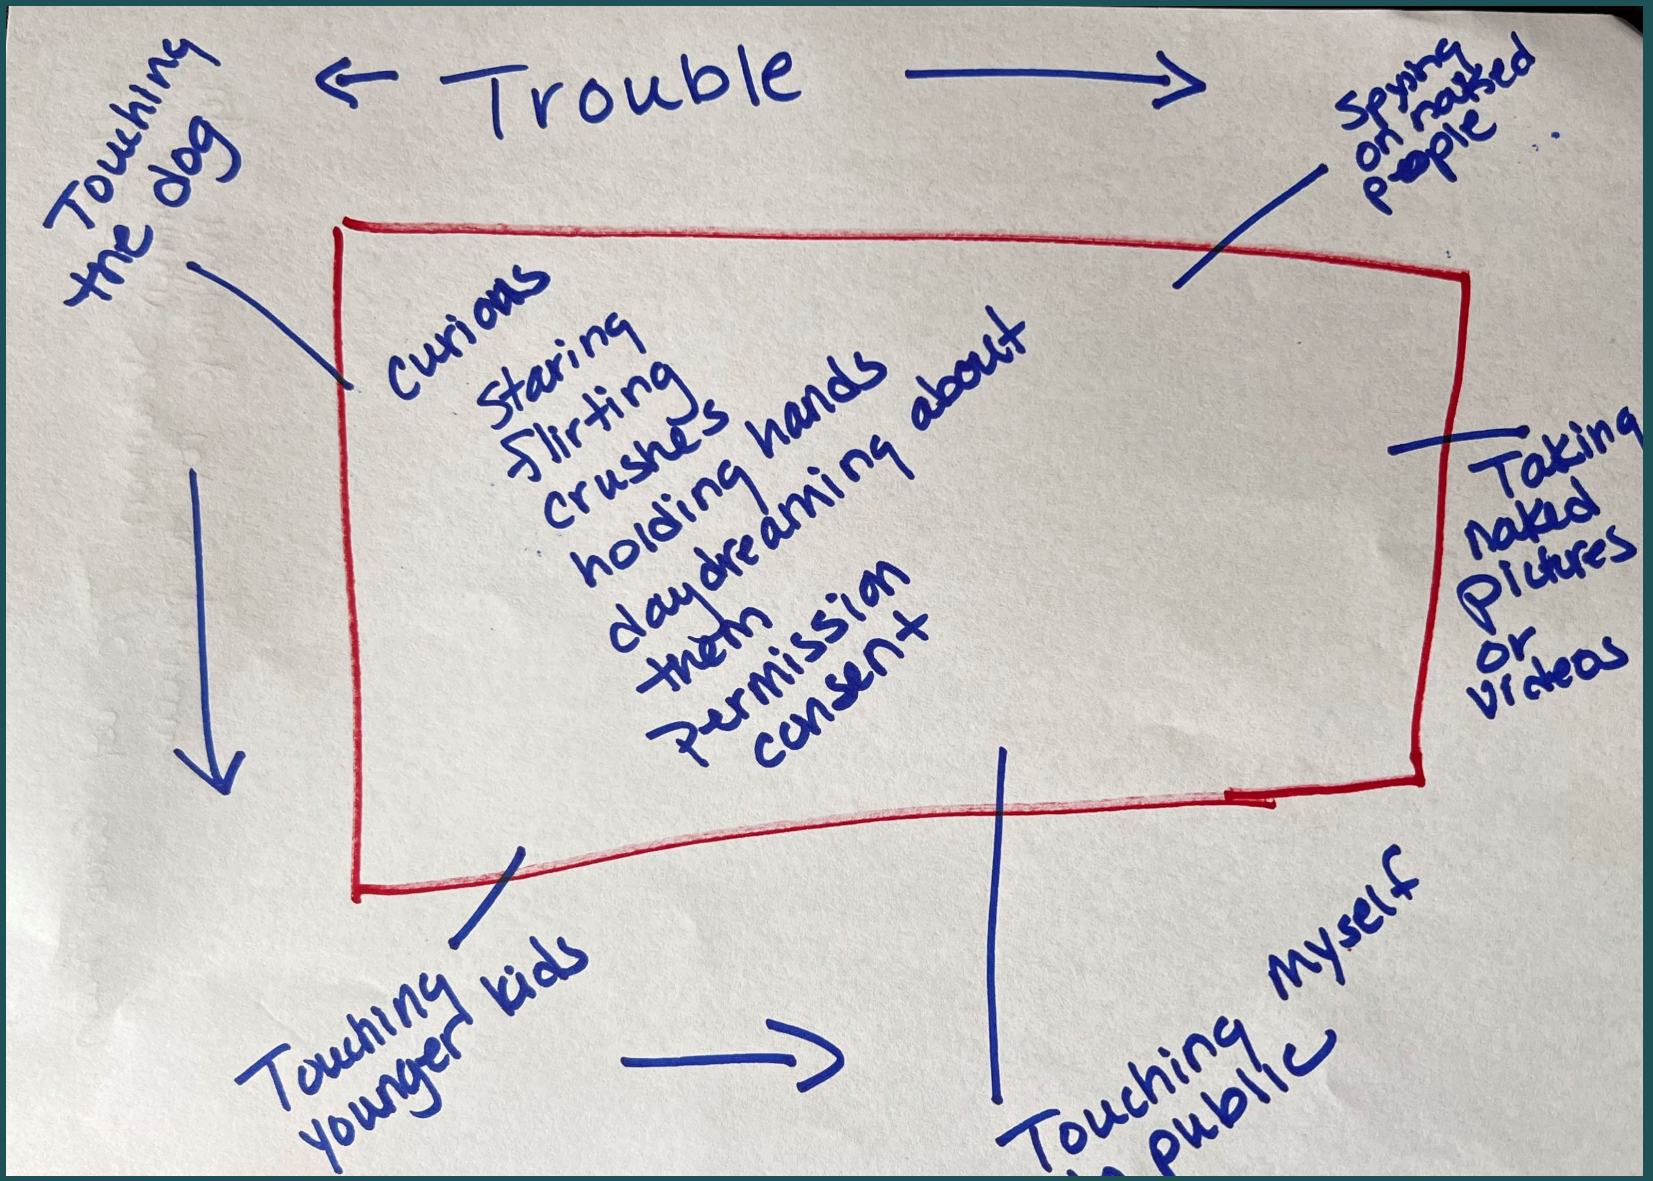 Trouble
Touching
the dog
Spying
on naked
people
curious
staring
flirting
crushes
holding hands
daydreaming about
them
permission
consent
Taking
naked
pictures
or
videos
Touching
younger kids
Touching myself
in public